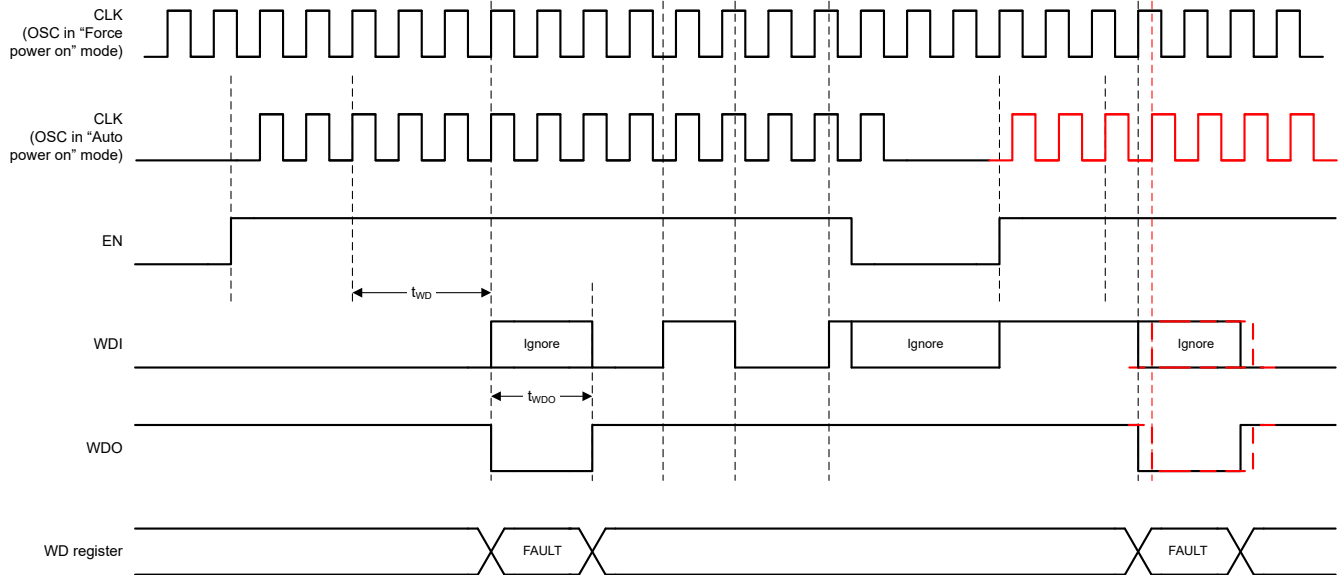 CLK
(OSC in “Force
power on” mode)
CLK
(OSC in “Auto
power on” mode)
EN
tWD
WDI
Ignore
Ignore
Ignore
tWDO
WDO
WD register
FAULT
FAULT